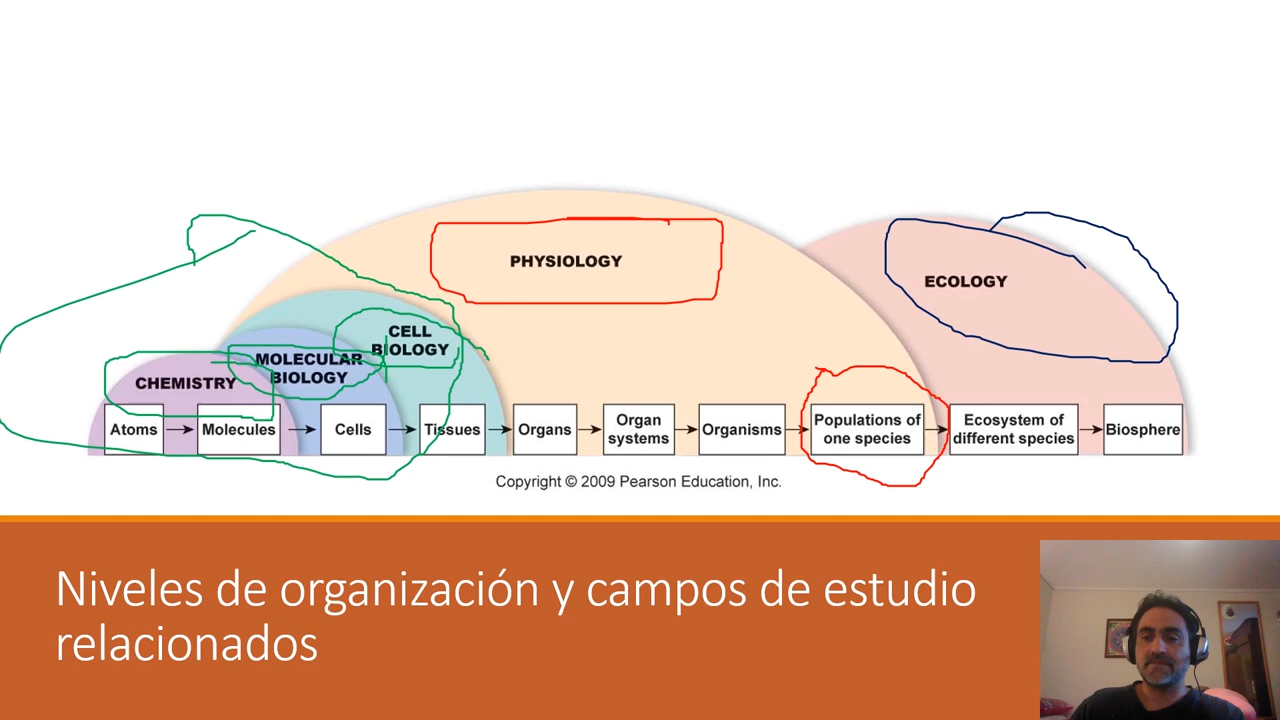 PHYSIOLOGY
ECOLOGY
CELL
BIOLOGY
MOLECULAR
BIOLOGY
CHEMISTRY
Atoms
Molecules
Cells
Tissues
Organs
Organ
systems
Organisms
Populations of
one species
Ecosystem of
different species
Biosphere
Copyright © 2009 Pearson Education, Inc.
Niveles de organización y campos de estudio
relacionados